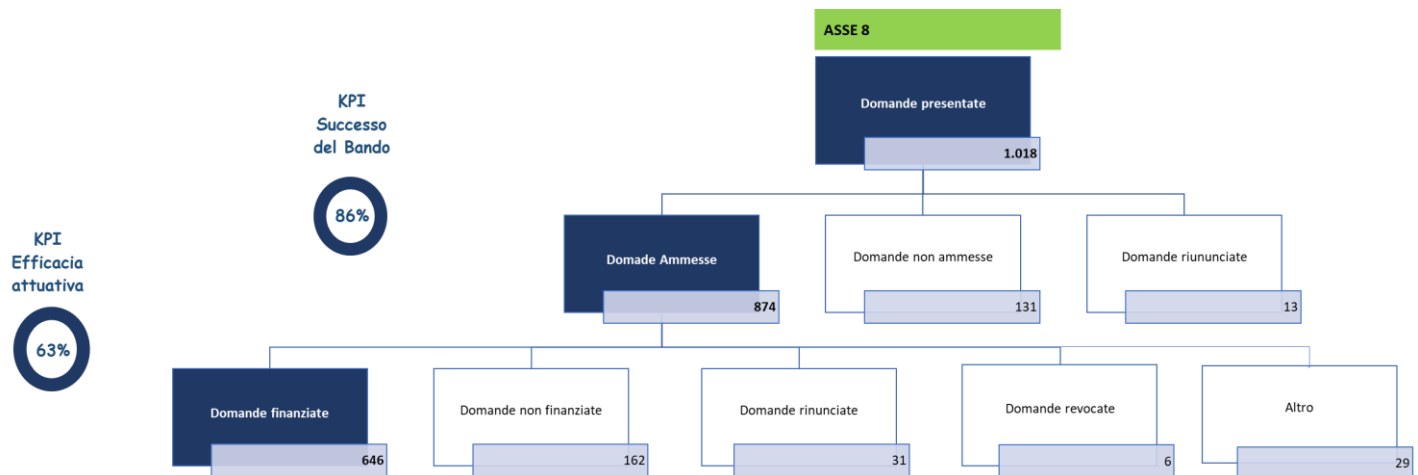 ASSE 8
Domande presentate
1.018
KPI
Successo
del Bando
86%
Domade Ammesse
874
Domande non ammesse
131
Domande riununciate
13
KPI
Efficacia
attuativa
63%
Domande finanziate
646
Domande non finanziate
162
Domande rinunciate
31
Domande revocate
6
Altro
29